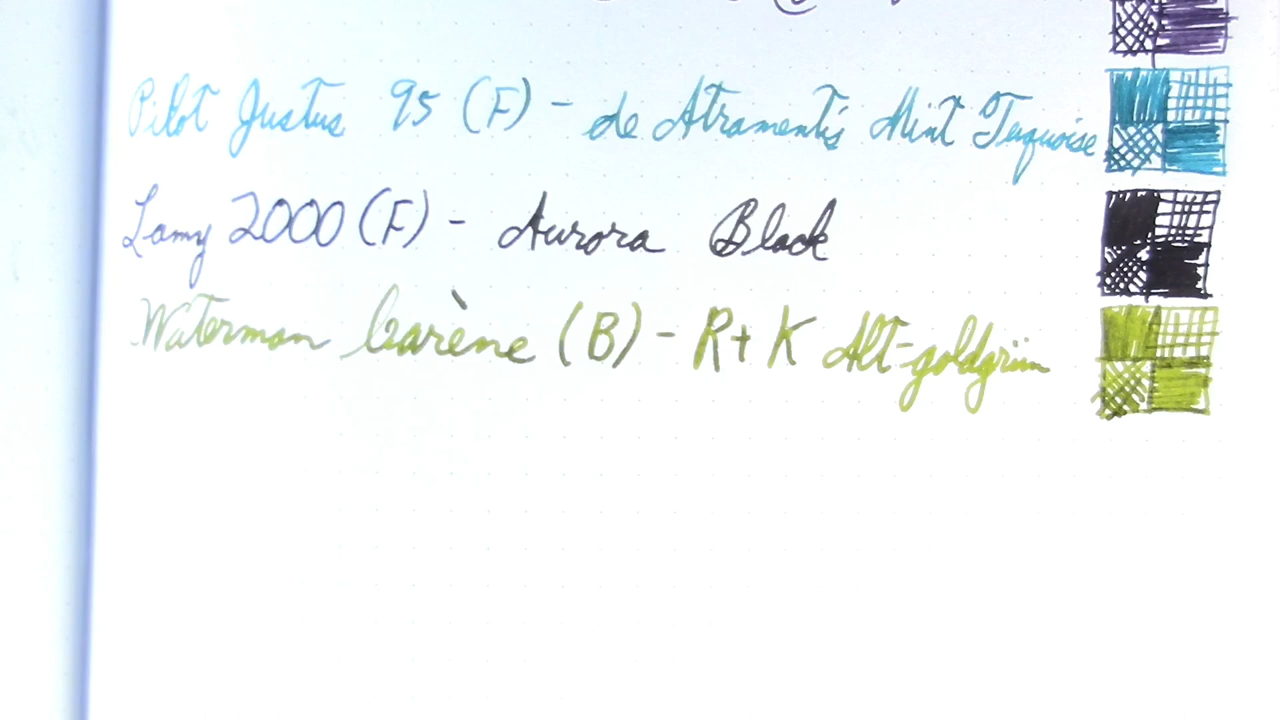 Pilot Justus 95 (F) - de Atramentis Mint Turquoise
Lamy 2000 (F) - Aurora Black
Waterman Carène (B) - R+K Alt-goldgrün